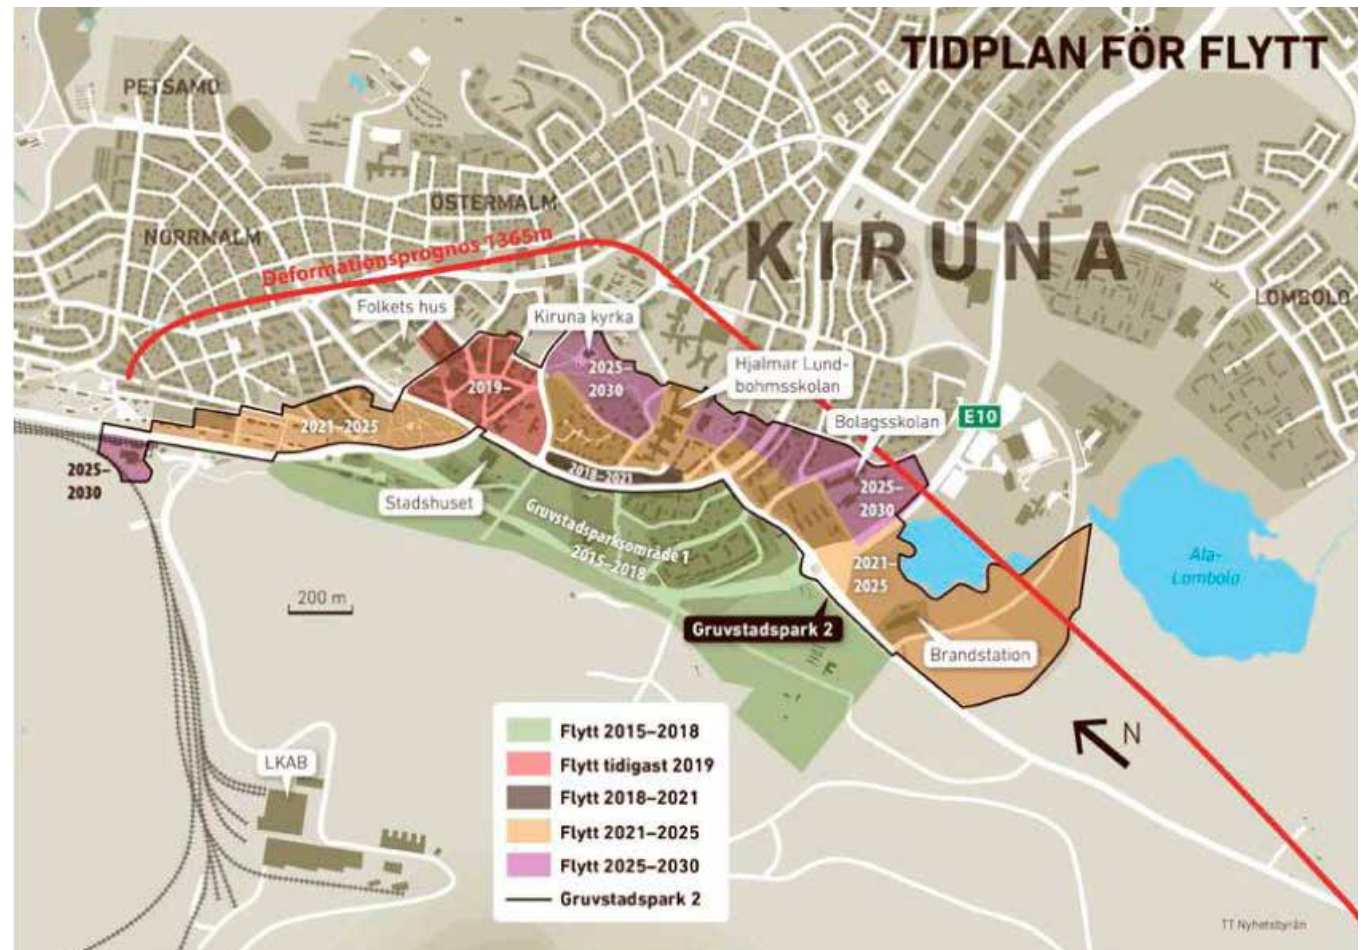 TIDPLAN FÖR FLYTT
PETSAMO
ÖSTERMALM
NORRMALM
KIRUNA
Deformationsprognos 1365m
LOMBOLO
Folkets hus
Kiruna kyrka
Hjalmar Lund-
bohmsskolan
2025–
2030
2019–
Bolagsskolan
E10
2021–2025
2025–
2030
2018–2021
Stadshuset
2025–
2030
Gruvstadsparksområde 1
2015–2018
2021–
2025
Ala-
Lombolo
200 m
Gruvstadspark 2
Brandstation
N
LKAB
Flytt 2015–2018
Flytt tidigast 2019
Flytt 2018–2021
Flytt 2021–2025
Flytt 2025–2030
Gruvstadspark 2
TT Nyhetsbyrån